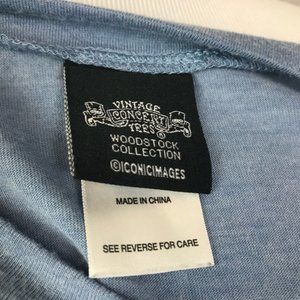 VINTAGE
CONCERT
TEES
WOODSTOCK
COLLECTION
©ICONICIMAGES
MADE IN CHINA
SEE REVERSE FOR CARE